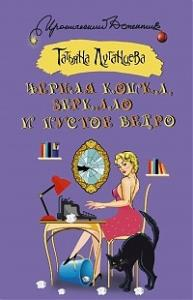 Иронический Детектив
Татьяна Луганцева
ЧЕРНАЯ КОШКА,
ЗЕРКАЛО
И ПУСТОЕ ВЕДРО